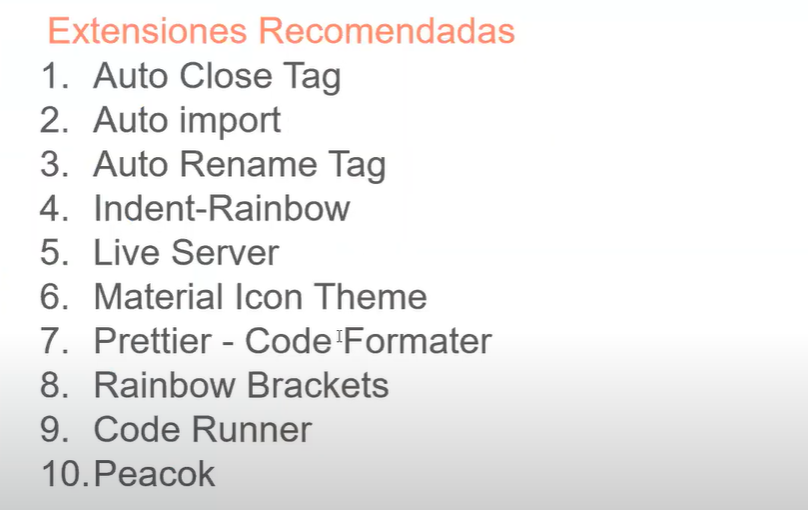 Extensiones Recomendadas
1. Auto Close Tag
2. Auto import
3. Auto Rename Tag
4. Indent-Rainbow
5. Live Server
6. Material Icon Theme
7. Prettier - Code Formater
8. Rainbow Brackets
9. Code Runner
10. Peacok